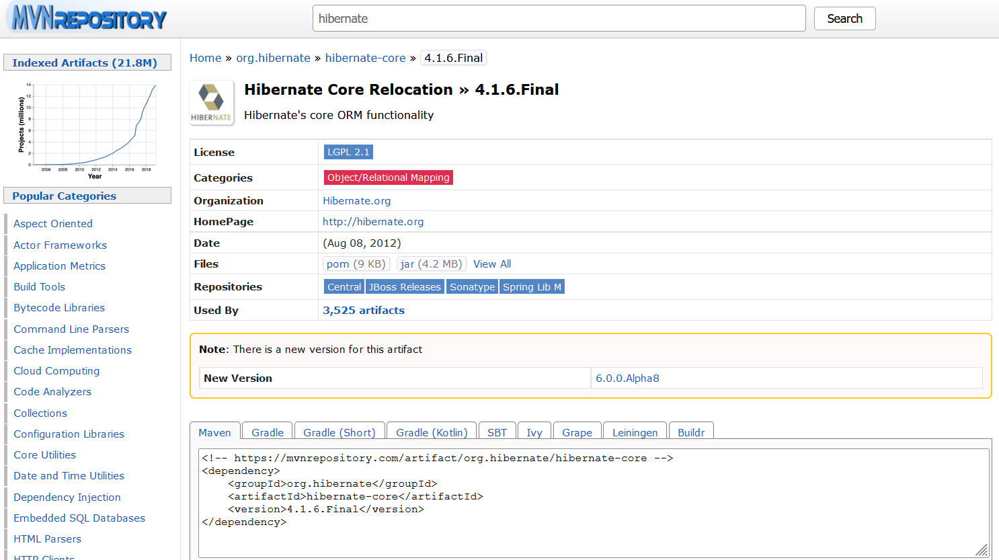 MVNREPOSITORY
hibernate
Search
Indexed Artifacts (21.8M)
Projects (millions)
14
12
10
8
6
4
2
0
2006 2008 2010 2012 2014 2016 2018
Year
Popular Categories
Aspect Oriented
Actor Frameworks
Application Metrics
Build Tools
Bytecode Libraries
Command Line Parsers
Cache Implementations
Cloud Computing
Code Analyzers
Collections
Configuration Libraries
Core Utilities
Date and Time Utilities
Dependency Injection
Embedded SQL Databases
HTML Parsers
HTTP Clients
Home » org.hibernate » hibernate-core » 4.1.6.Final
HIBERNATE
Hibernate Core Relocation » 4.1.6.Final
Hibernate's core ORM functionality
License LGPL 2.1
Categories Object/Relational Mapping
Organization Hibernate.org
HomePage http://hibernate.org
Date (Aug 08, 2012)
Files pom (9 KB) jar (4.2 MB) View All
Repositories Central JBoss Releases Sonatype Spring Lib M
Used By 3,525 artifacts
Note: There is a new version for this artifact
New Version 6.0.0.Alpha8
Maven Gradle Gradle (Short) Gradle (Kotlin) SBT Ivy Grape Leiningen Buildr
<!-- https://mvnrepository.com/artifact/org.hibernate/hibernate-core -->
<dependency>
    <groupId>org.hibernate</groupId>
    <artifactId>hibernate-core</artifactId>
    <version>4.1.6.Final</version>
</dependency>